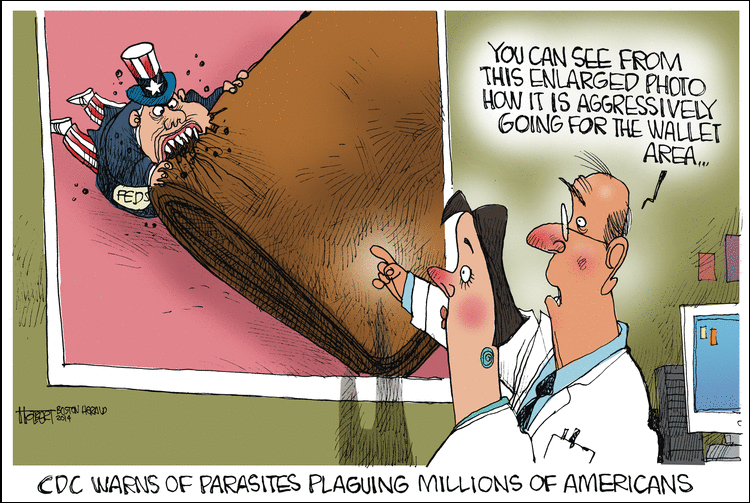 YOU CAN SEE FROM
THIS ENLARGED PHOTO
HOW IT IS AGGRESSIVELY
GOING FOR THE WALLET
AREA...
FEDS
HOLBERT BOSTON HERALD
2014
CDC WARNS OF PARASITES PLAGUING MILLIONS OF AMERICANS